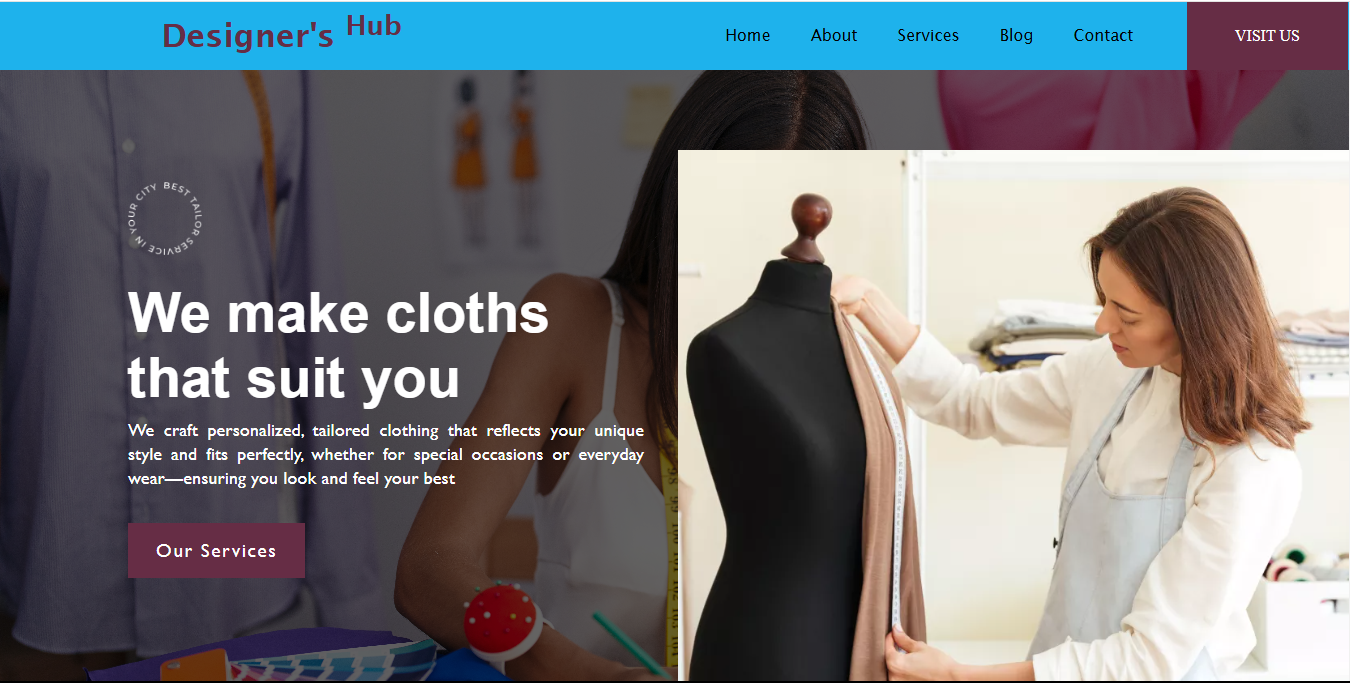 Designer's Hub
Home About Services Blog Contact VISIT US
BEST TAILOR SERVICE IN YOUR CITY
We make cloths
that suit you
We craft personalized, tailored clothing that reflects your unique
style and fits perfectly, whether for special occasions or everyday
wear—ensuring you look and feel your best
Our Services